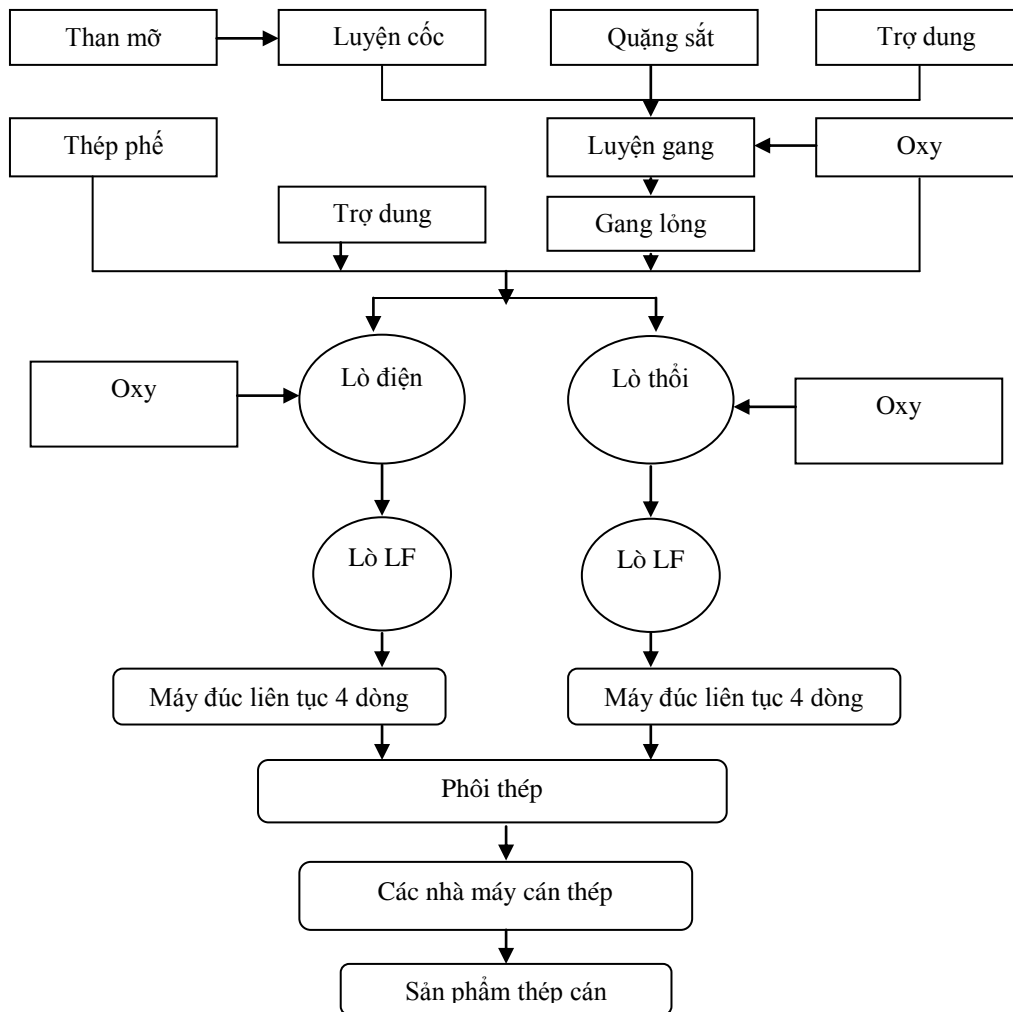 Than mỡ
Luyện cốc
Quặng sắt
Trợ dung
Thép phế
Luyện gang
Oxy
Trợ dung
Gang lỏng
Lò điện
Lò thổi
Oxy
Oxy
Lò LF
Lò LF
Máy đúc liên tục 4 dòng
Máy đúc liên tục 4 dòng
Phôi thép
Các nhà máy cán thép
Sản phẩm thép cán